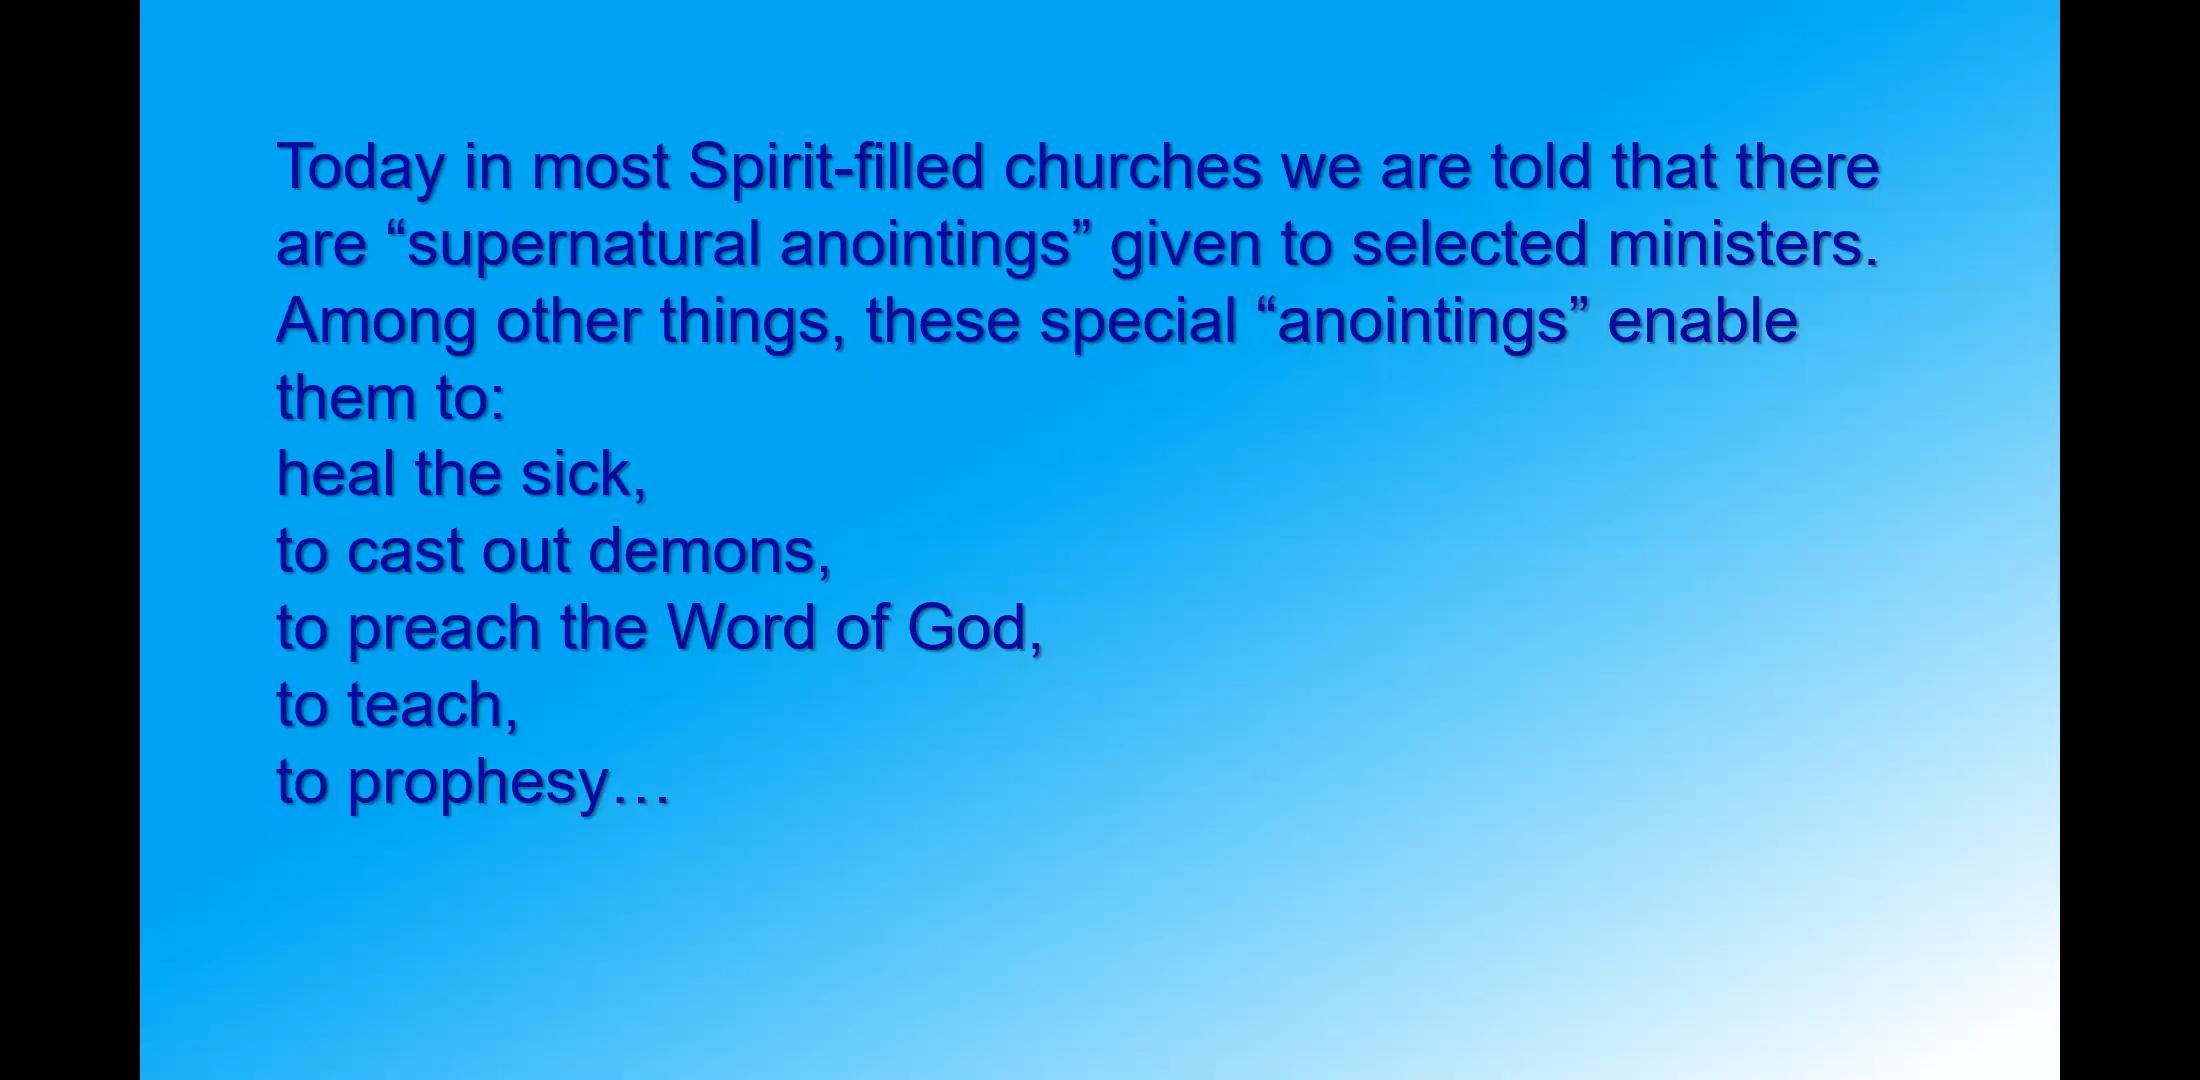 Today in most Spirit-filled churches we are told that there
are “supernatural anointings” given to selected ministers.
Among other things, these special “anointings” enable
them to:
heal the sick,
to cast out demons,
to preach the Word of God,
to teach,
to prophesy…